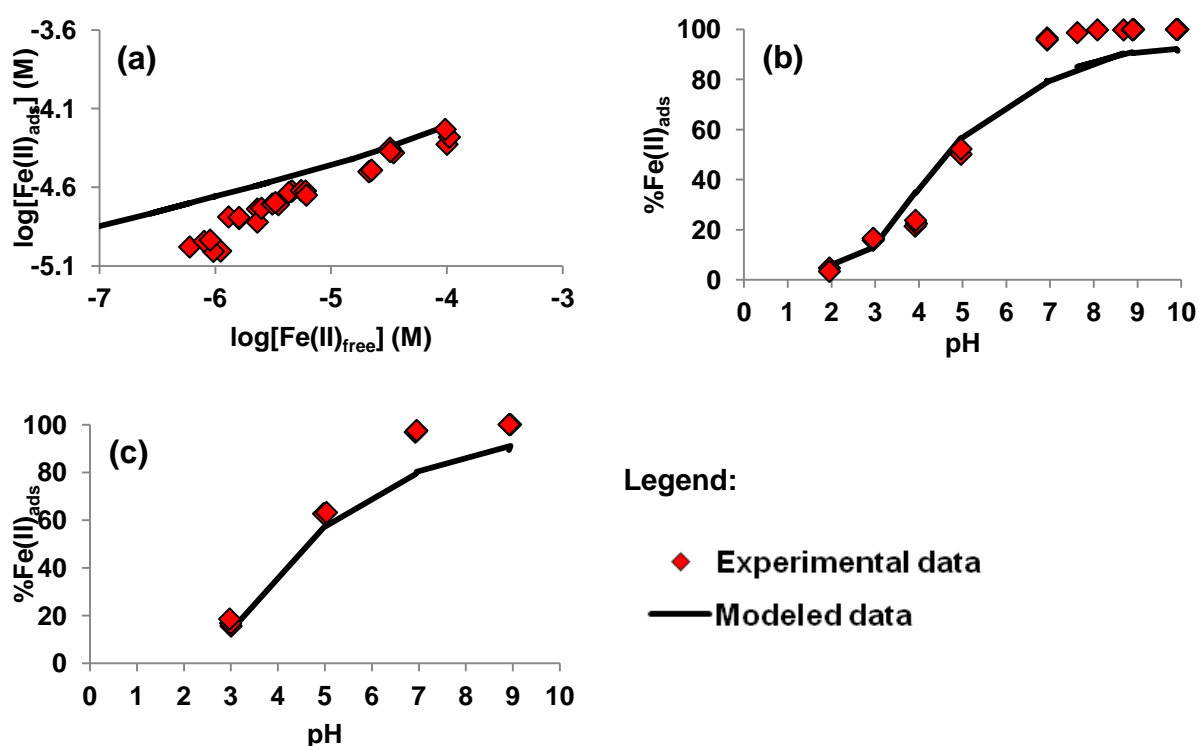 (a)
log[Fe(II)ads] (M)
-3.6
-4.1
-4.6
-5.1
-7 -6 -5 -4 -3
log[Fe(II)free] (M)
(b)
%Fe(II)ads
100
80
60
40
20
0
0 1 2 3 4 5 6 7 8 9 10
pH
(c)
%Fe(II)ads
100
80
60
40
20
0
0 1 2 3 4 5 6 7 8 9 10
pH
Legend:
Experimental data
Modeled data